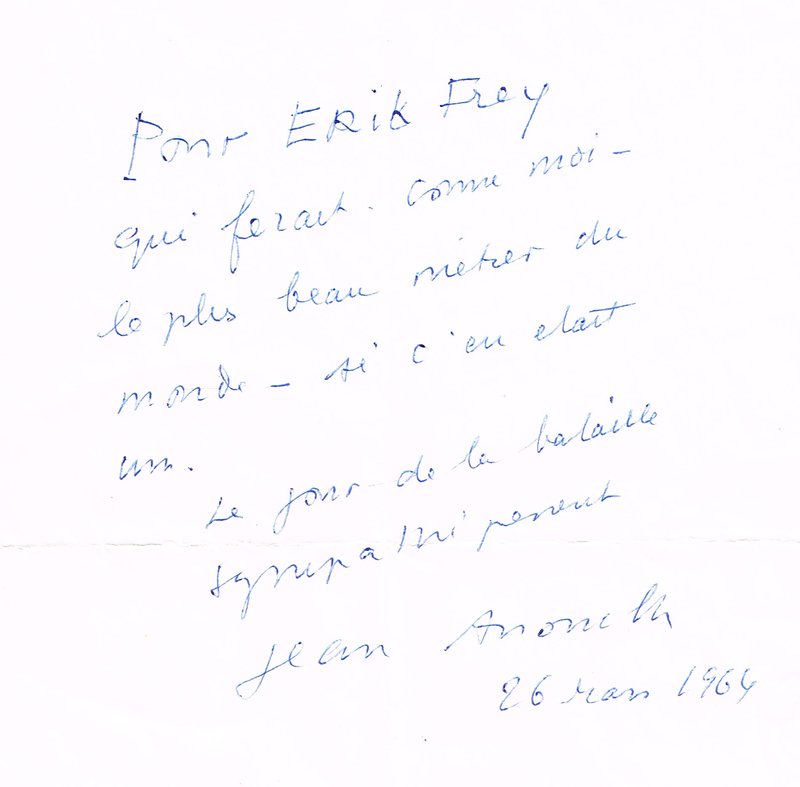 Pour Erik Frey
qui ferait - comme moi -
le plus beau métier du
monde - si c'en etait
un.
Le jour de la bataille
sympathiquement
Jean Anouilh
26 mars 1964